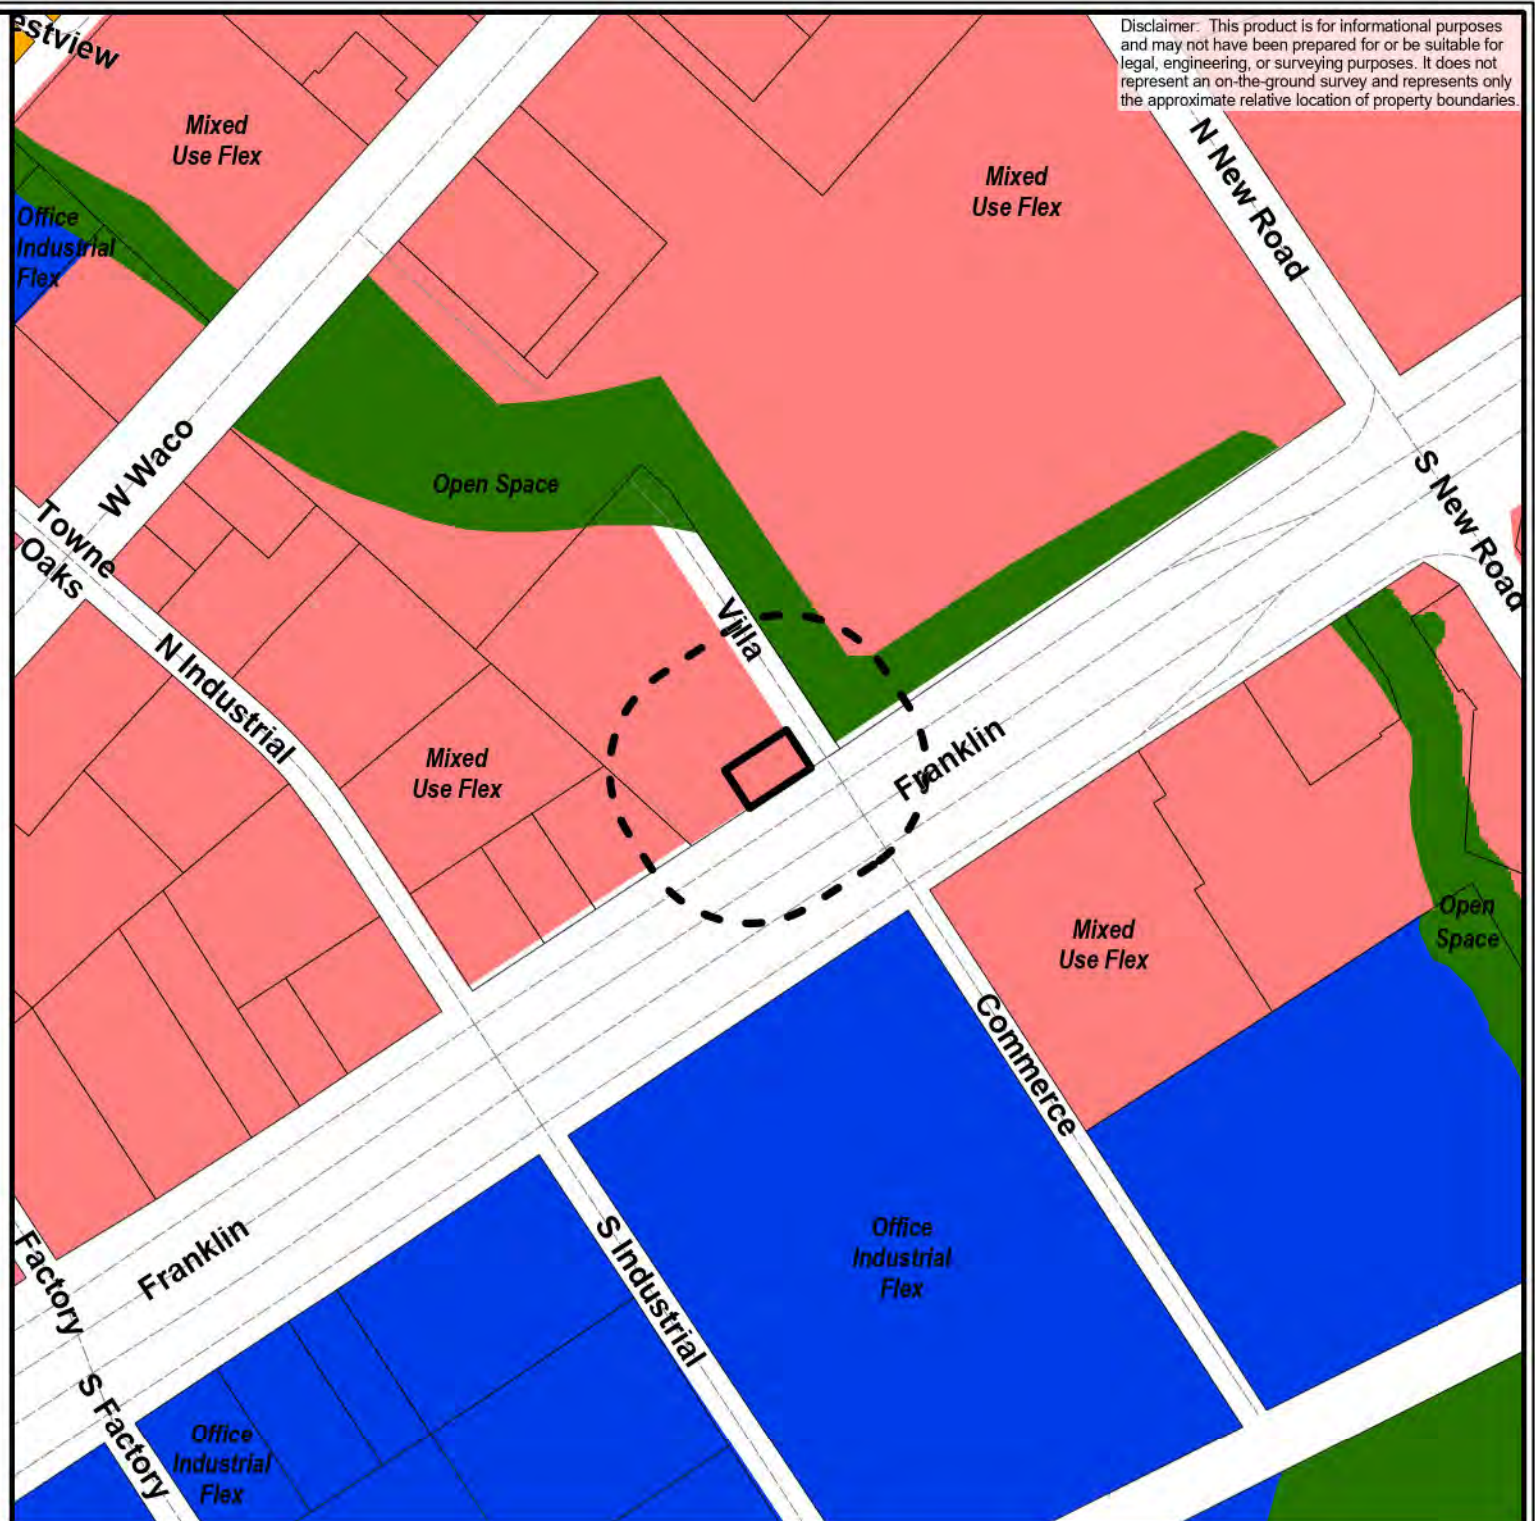 estview
Disclaimer: This product is for informational purposes
and may not have been prepared for or be suitable for
legal, engineering, or surveying purposes. It does not
represent an on-the-ground survey and represents only
the approximate relative location of property boundaries.
Mixed
Use Flex
N New Road
Mixed
Use Flex
Office
Industrial
Flex
W Waco
Open Space
S New Road
Towne
Oaks
Villa
N Industrial
Mixed
Use Flex
Franklin
Open
Space
Mixed
Use Flex
Commerce
Franklin
Factory
S Industrial
Office
Industrial
Flex
S Factory
Office
Industrial
Flex